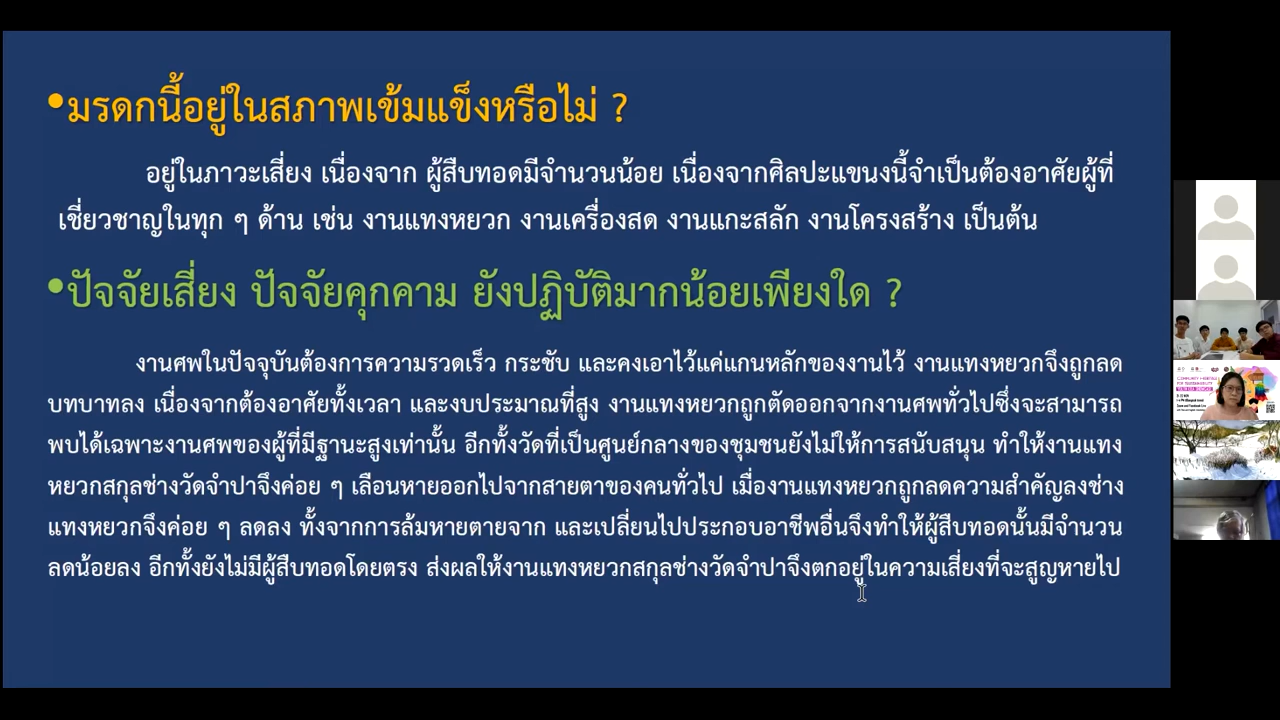 •มรดกนี้อยู่ในสภาพเข้มแข็งหรือไม่ ?
อยู่ในภาวะเสี่ยง เนื่องจาก ผู้สืบทอดมีจำนวนน้อย เนื่องจากศิลปะแขนงนี้จำเป็นต้องอาศัยผู้ที่
เชี่ยวชาญในทุก ๆ ด้าน เช่น งานแทงหยวก งานเครื่องสด งานแกะสลัก งานโครงสร้าง เป็นต้น
•ปัจจัยเสี่ยง ปัจจัยคุกคาม ยังปฏิบัติมากน้อยเพียงใด ?
งานศพในปัจจุบันต้องการความรวดเร็ว กระชับ และคงเอาไว้แค่แกนหลักของงานไว้ งานแทงหยวกจึงถูกลด
บทบาทลง เนื่องจากต้องอาศัยทั้งเวลา และงบประมาณที่สูง งานแทงหยวกถูกตัดออกจากงานศพทั่วไปซึ่งจะสามารถ
พบได้เฉพาะงานศพของผู้ที่มีฐานะสูงเท่านั้น อีกทั้งวัดที่เป็นศูนย์กลางของชุมชนยังไม่ให้การสนับสนุน ทำให้งานแทง
หยวกสกุลช่างวัดจำปาจึงค่อย ๆ เลือนหายออกไปจากสายตาของคนทั่วไป เมื่องานแทงหยวกถูกลดความสำคัญลงช่าง
แทงหยวกจึงค่อย ๆ ลดลง ทั้งจากการล้มหายตายจาก และเปลี่ยนไปประกอบอาชีพอื่นจึงทำให้ผู้สืบทอดนั้นมีจำนวน
ลดน้อยลง อีกทั้งยังไม่มีผู้สืบทอดโดยตรง ส่งผลให้งานแทงหยวกสกุลช่างวัดจำปาจึงตกอยู่ในความเสี่ยงที่จะสูญหายไป